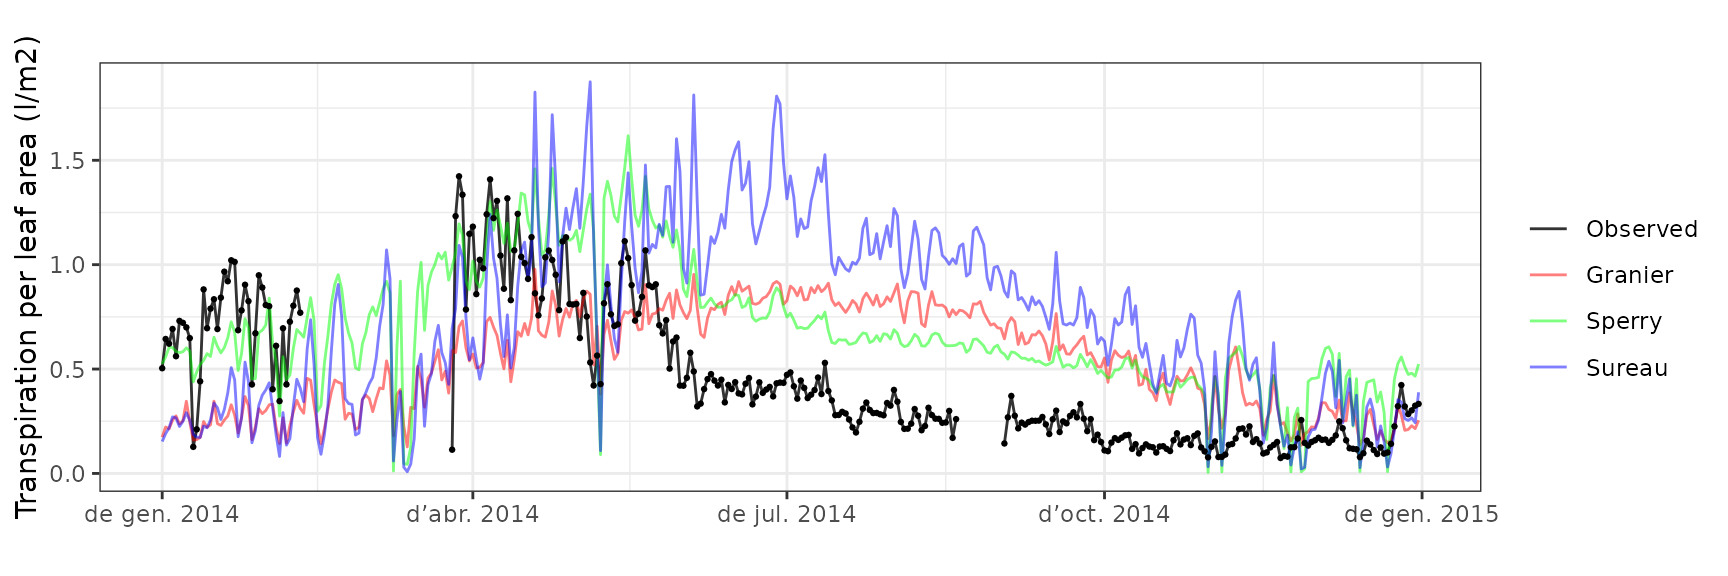 Transpiration per leaf area (l/m2)
1.5
1.0
0.5
0.0
de gen. 2014
d’abr. 2014
de jul. 2014
d’oct. 2014
de gen. 2015
Observed
Granier
Sperry
Sureau